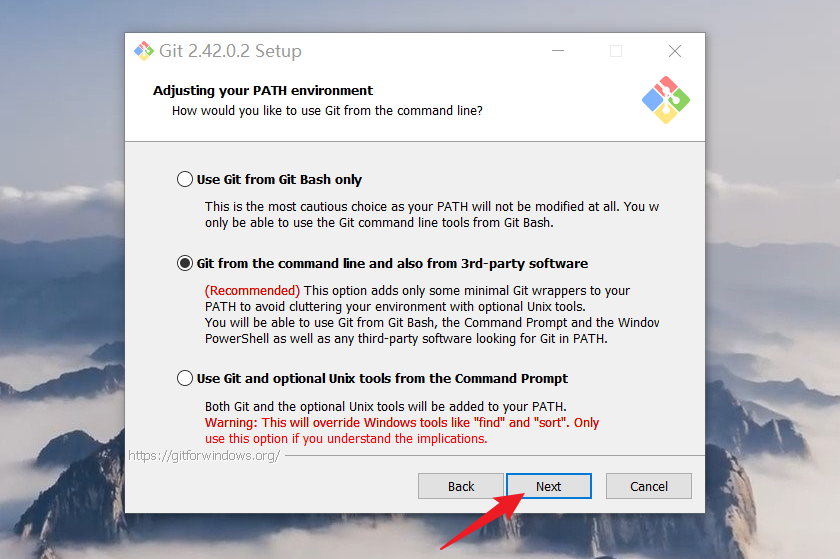 Git 2.42.0.2 Setup
Adjusting your PATH environment
How would you like to use Git from the command line?
Use Git from Git Bash only
This is the most cautious choice as your PATH will not be modified at all. You w
only be able to use the Git command line tools from Git Bash.
Git from the command line and also from 3rd-party software
(Recommended) This option adds only some minimal Git wrappers to your
PATH to avoid cluttering your environment with optional Unix tools.
You will be able to use Git from Git Bash, the Command Prompt and the Window
PowerShell as well as any third-party software looking for Git in PATH.
Use Git and optional Unix tools from the Command Prompt
Both Git and the optional Unix tools will be added to your PATH.
Warning: This will override Windows tools like "find" and "sort". Only
use this option if you understand the implications.
https://gitforwindows.org/
Back Next Cancel